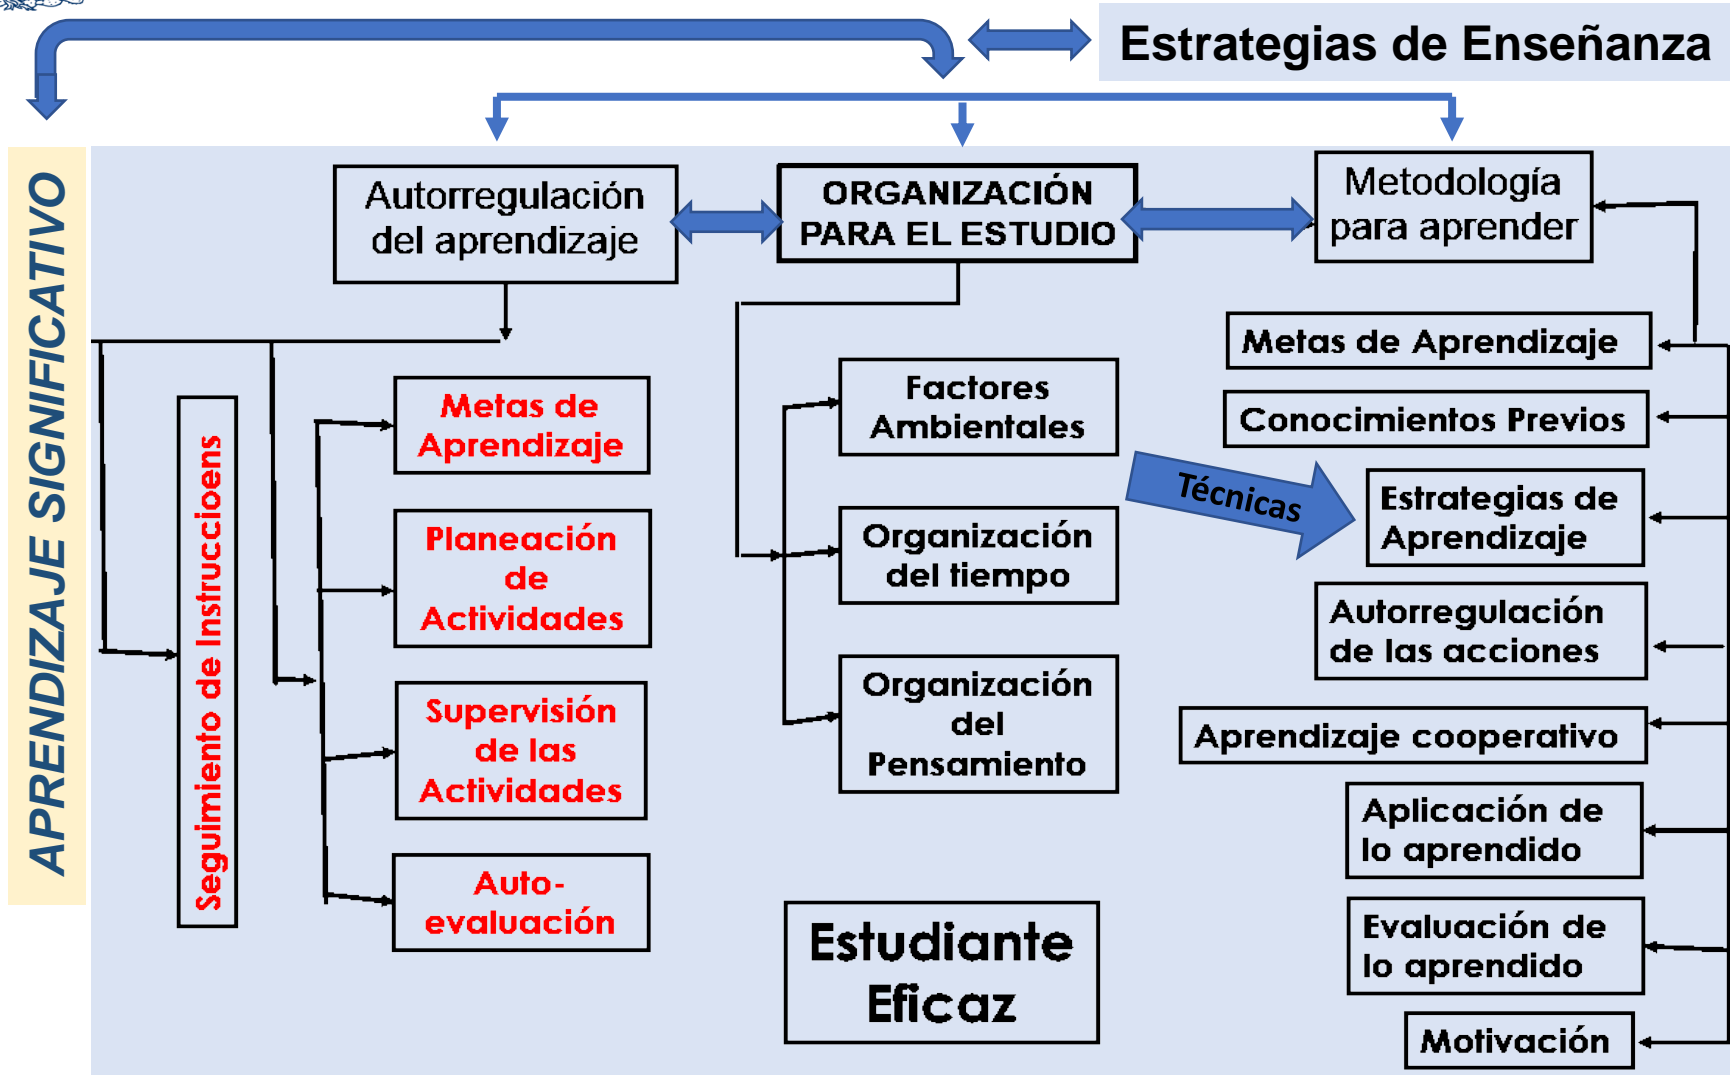 Estrategias de Enseñanza
APRENDIZAJE SIGNIFICATIVO
Autorregulación
del aprendizaje
ORGANIZACIÓN
PARA EL ESTUDIO
Metodología
para aprender
Seguimiento de Instruccioens
Metas de
Aprendizaje
Planeación
de
Actividades
Supervisión
de las
Actividades
Auto-
evaluación
Factores
Ambientales
Organización
del tiempo
Organización
del
Pensamiento
Técnicas
Metas de Aprendizaje
Conocimientos Previos
Estrategias de
Aprendizaje
Autorregulación
de las acciones
Aprendizaje cooperativo
Aplicación de
lo aprendido
Evaluación de
lo aprendido
Motivación
Estudiante
Eficaz